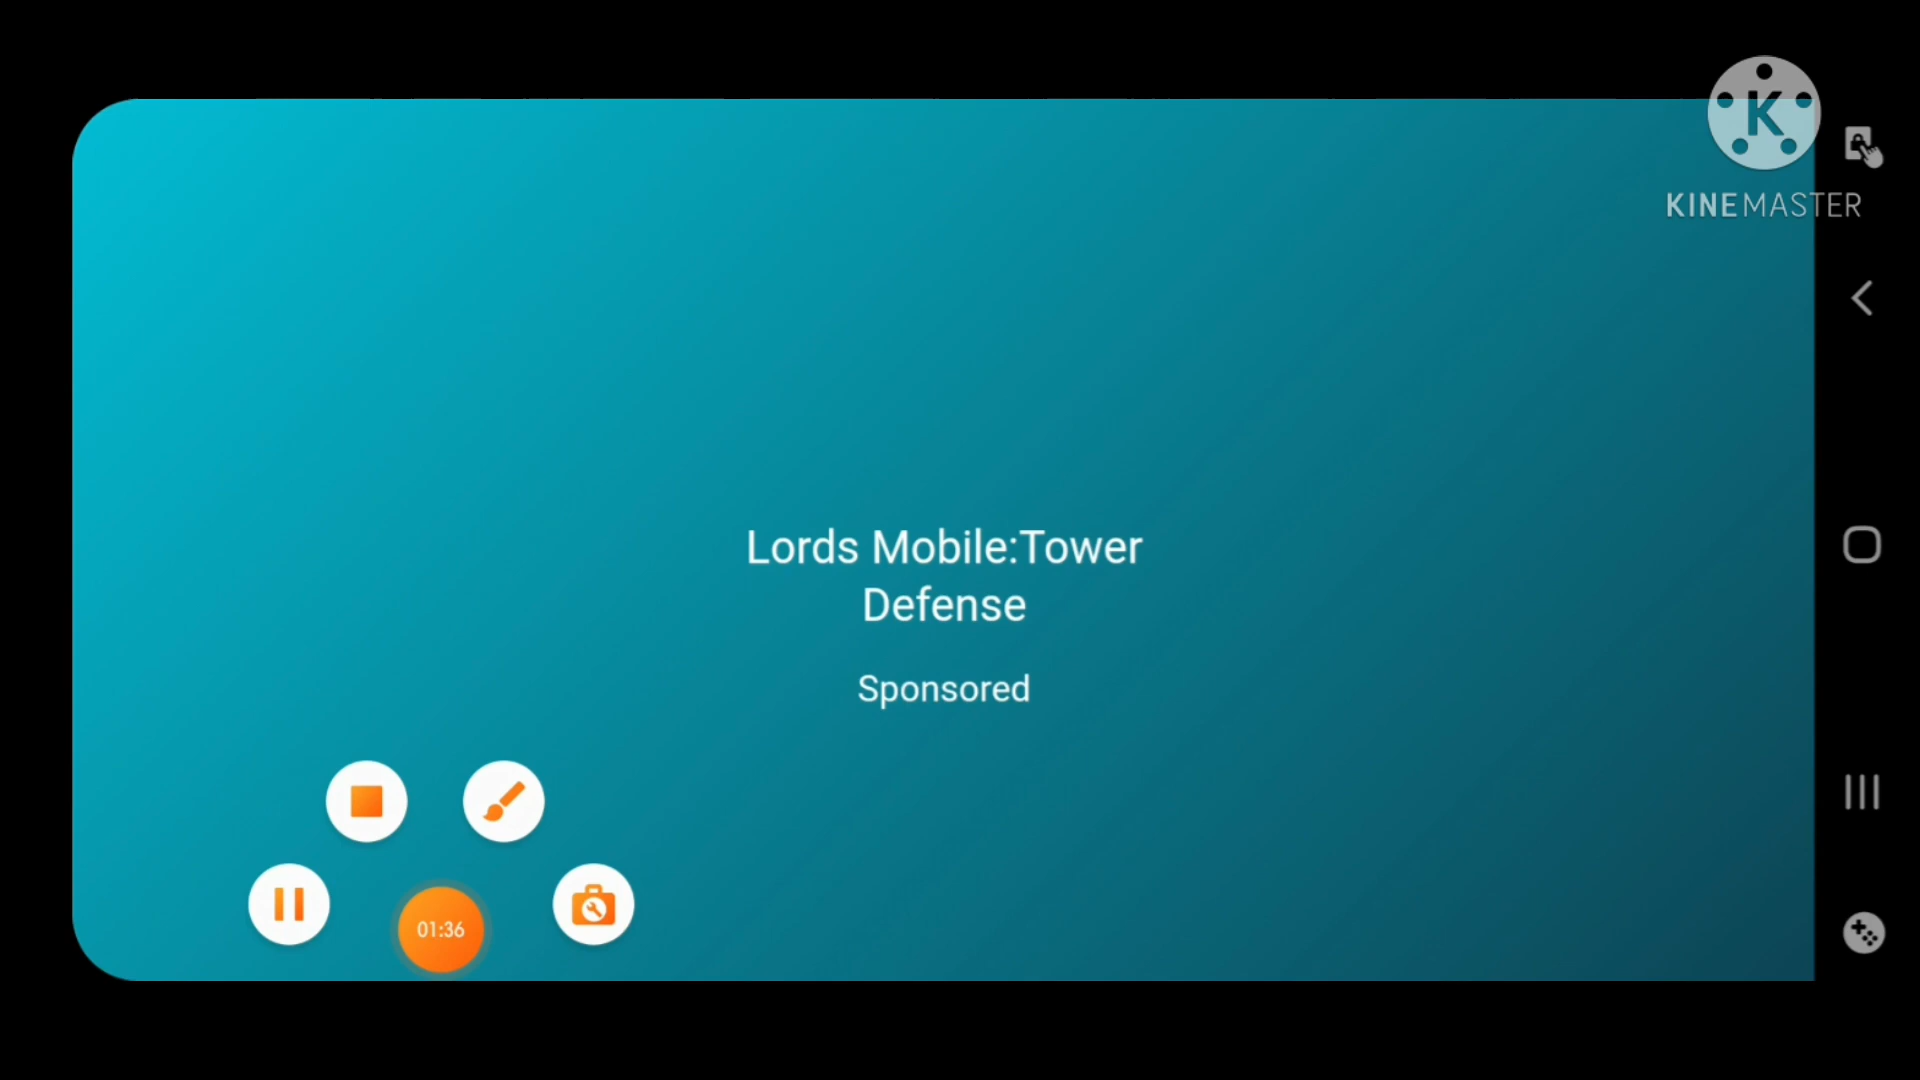 K
KINEMASTER
Lords Mobile:Tower
Defense
Sponsored
01:36